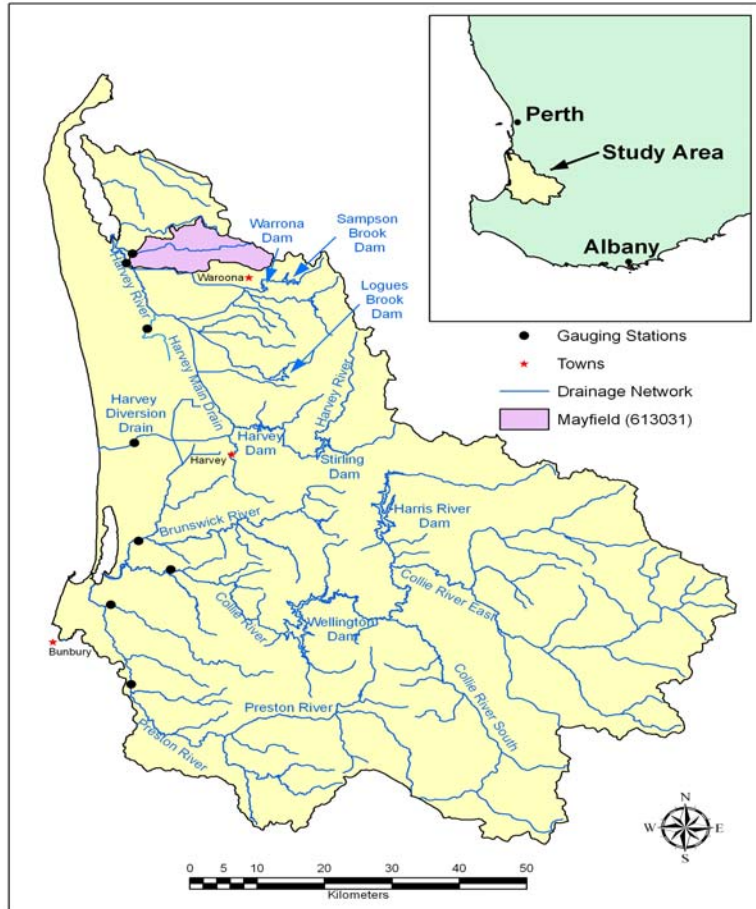 Perth
Study Area
Albany
Warrona
Dam
Sampson
Brook
Dam
Waroona
Logues
Brook
Dam
Harvey River
Harvey Main Drain
Harvey River
Harvey
Diversion
Drain
Harvey
Dam
Harvey
Stirling
Dam
Gauging Stations
Towns
Drainage Network
Mayfield (613031)
Brunswick River
Harris River
Dam
Collie River East
Collie River
Wellington
Dam
Bunbury
Collie River South
Preston River
Preston River
N
W E
S
0 5 10 20 30 40 50
Kilometers